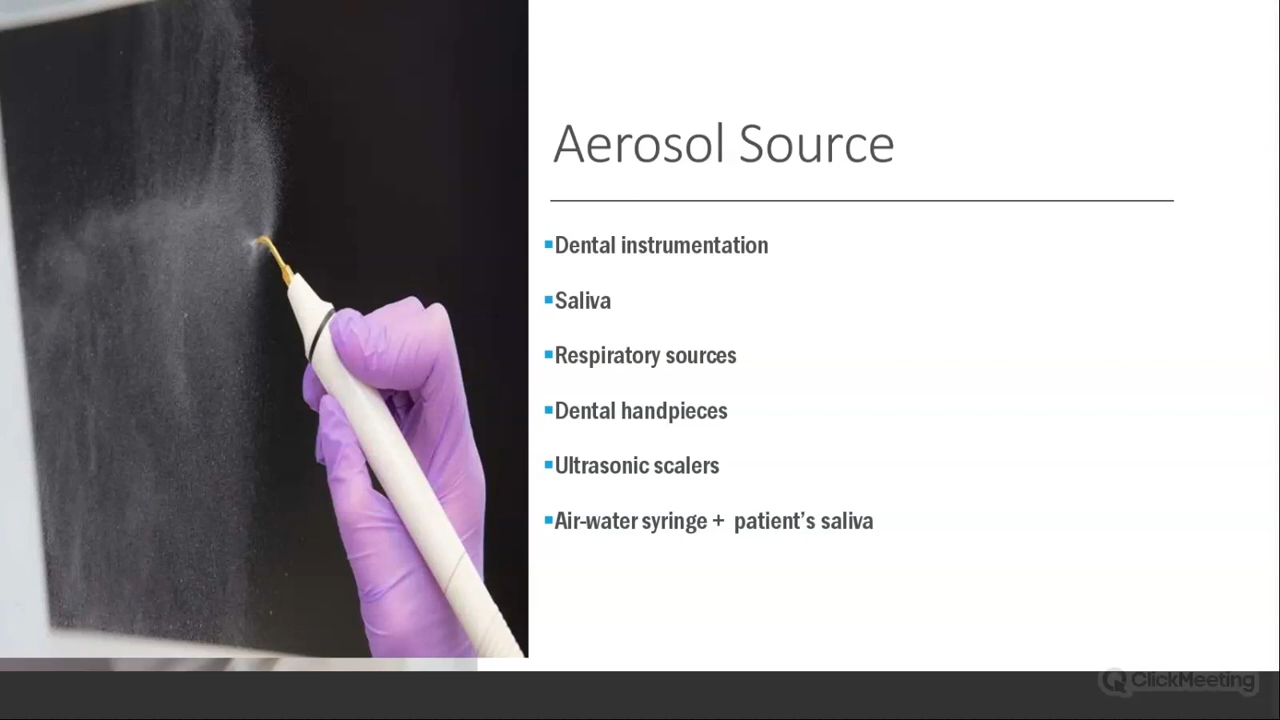 Aerosol Source
▪Dental instrumentation
▪Saliva
▪Respiratory sources
▪Dental handpieces
▪Ultrasonic scalers
▪Air-water syringe + patient’s saliva
ClickMeeting